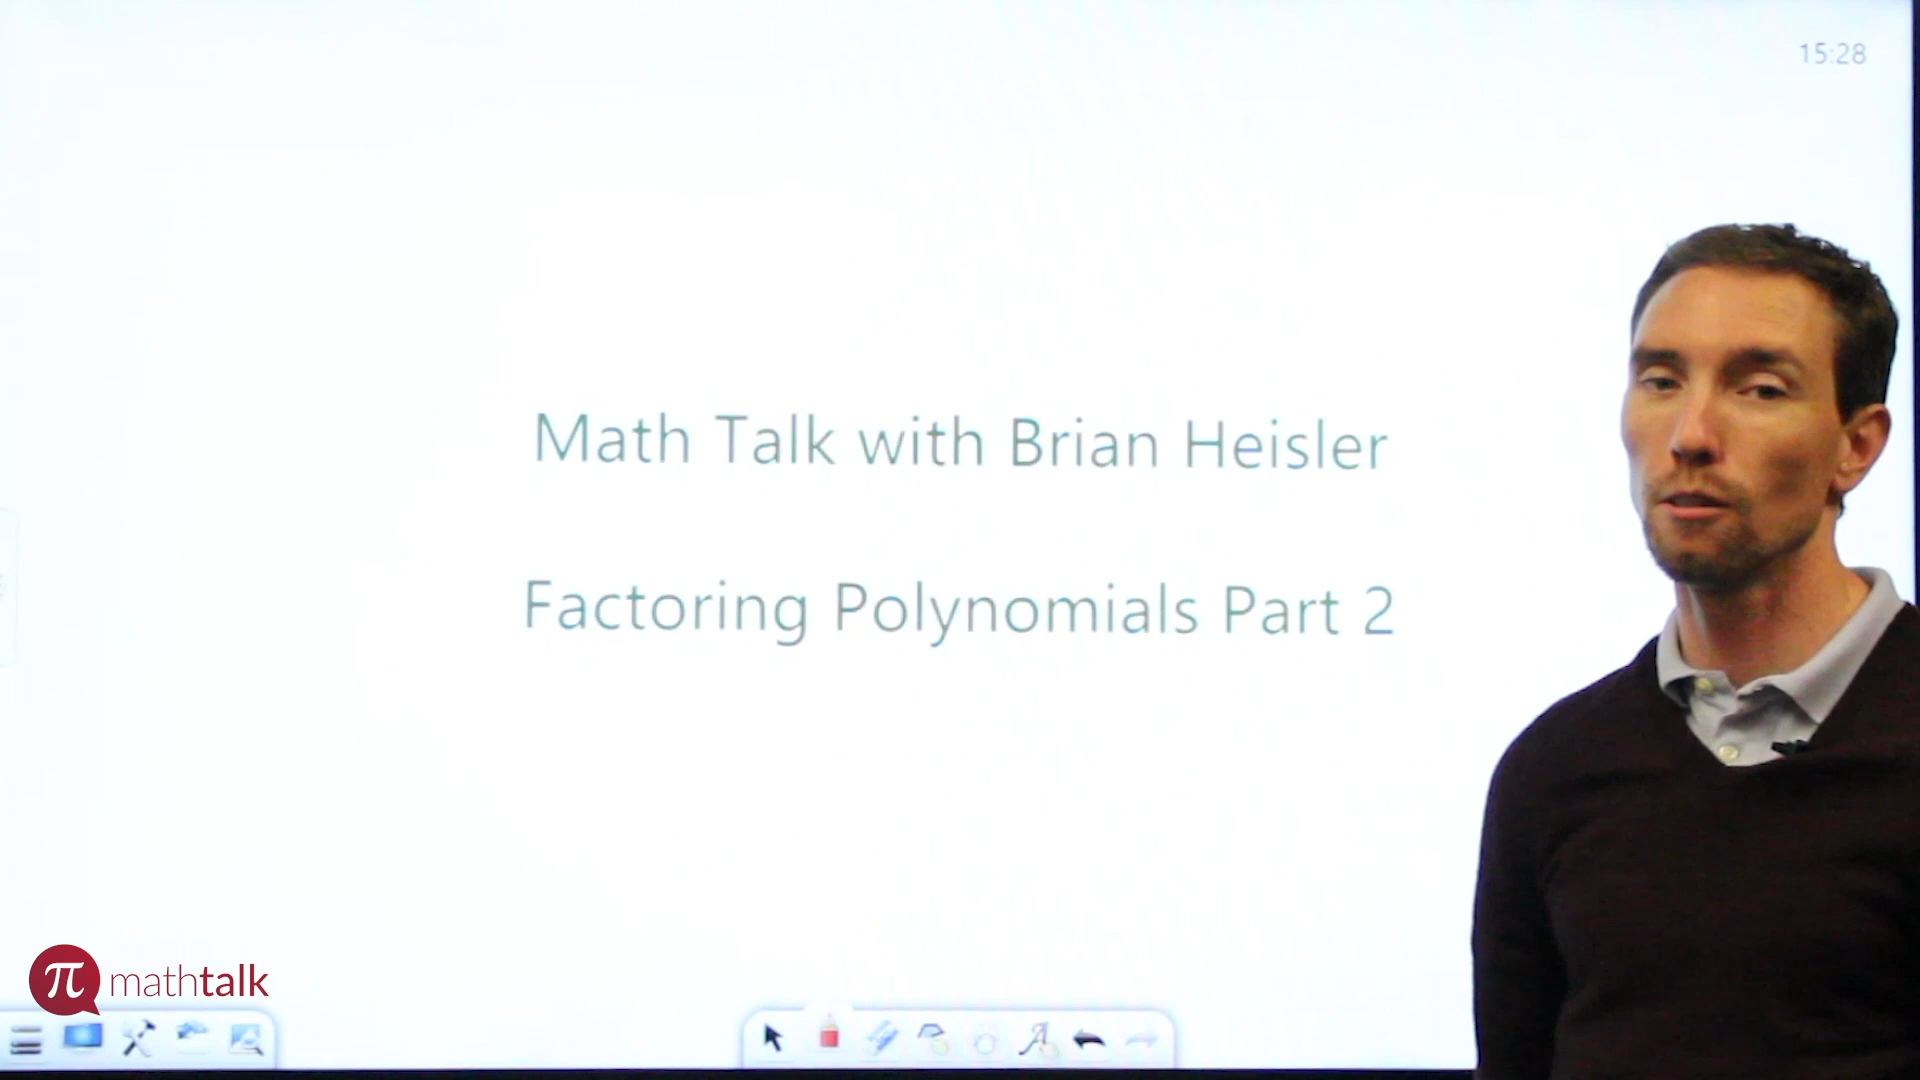 15:28
Math Talk with Brian Heisler
Factoring Polynomials Part 2
π mathtalk